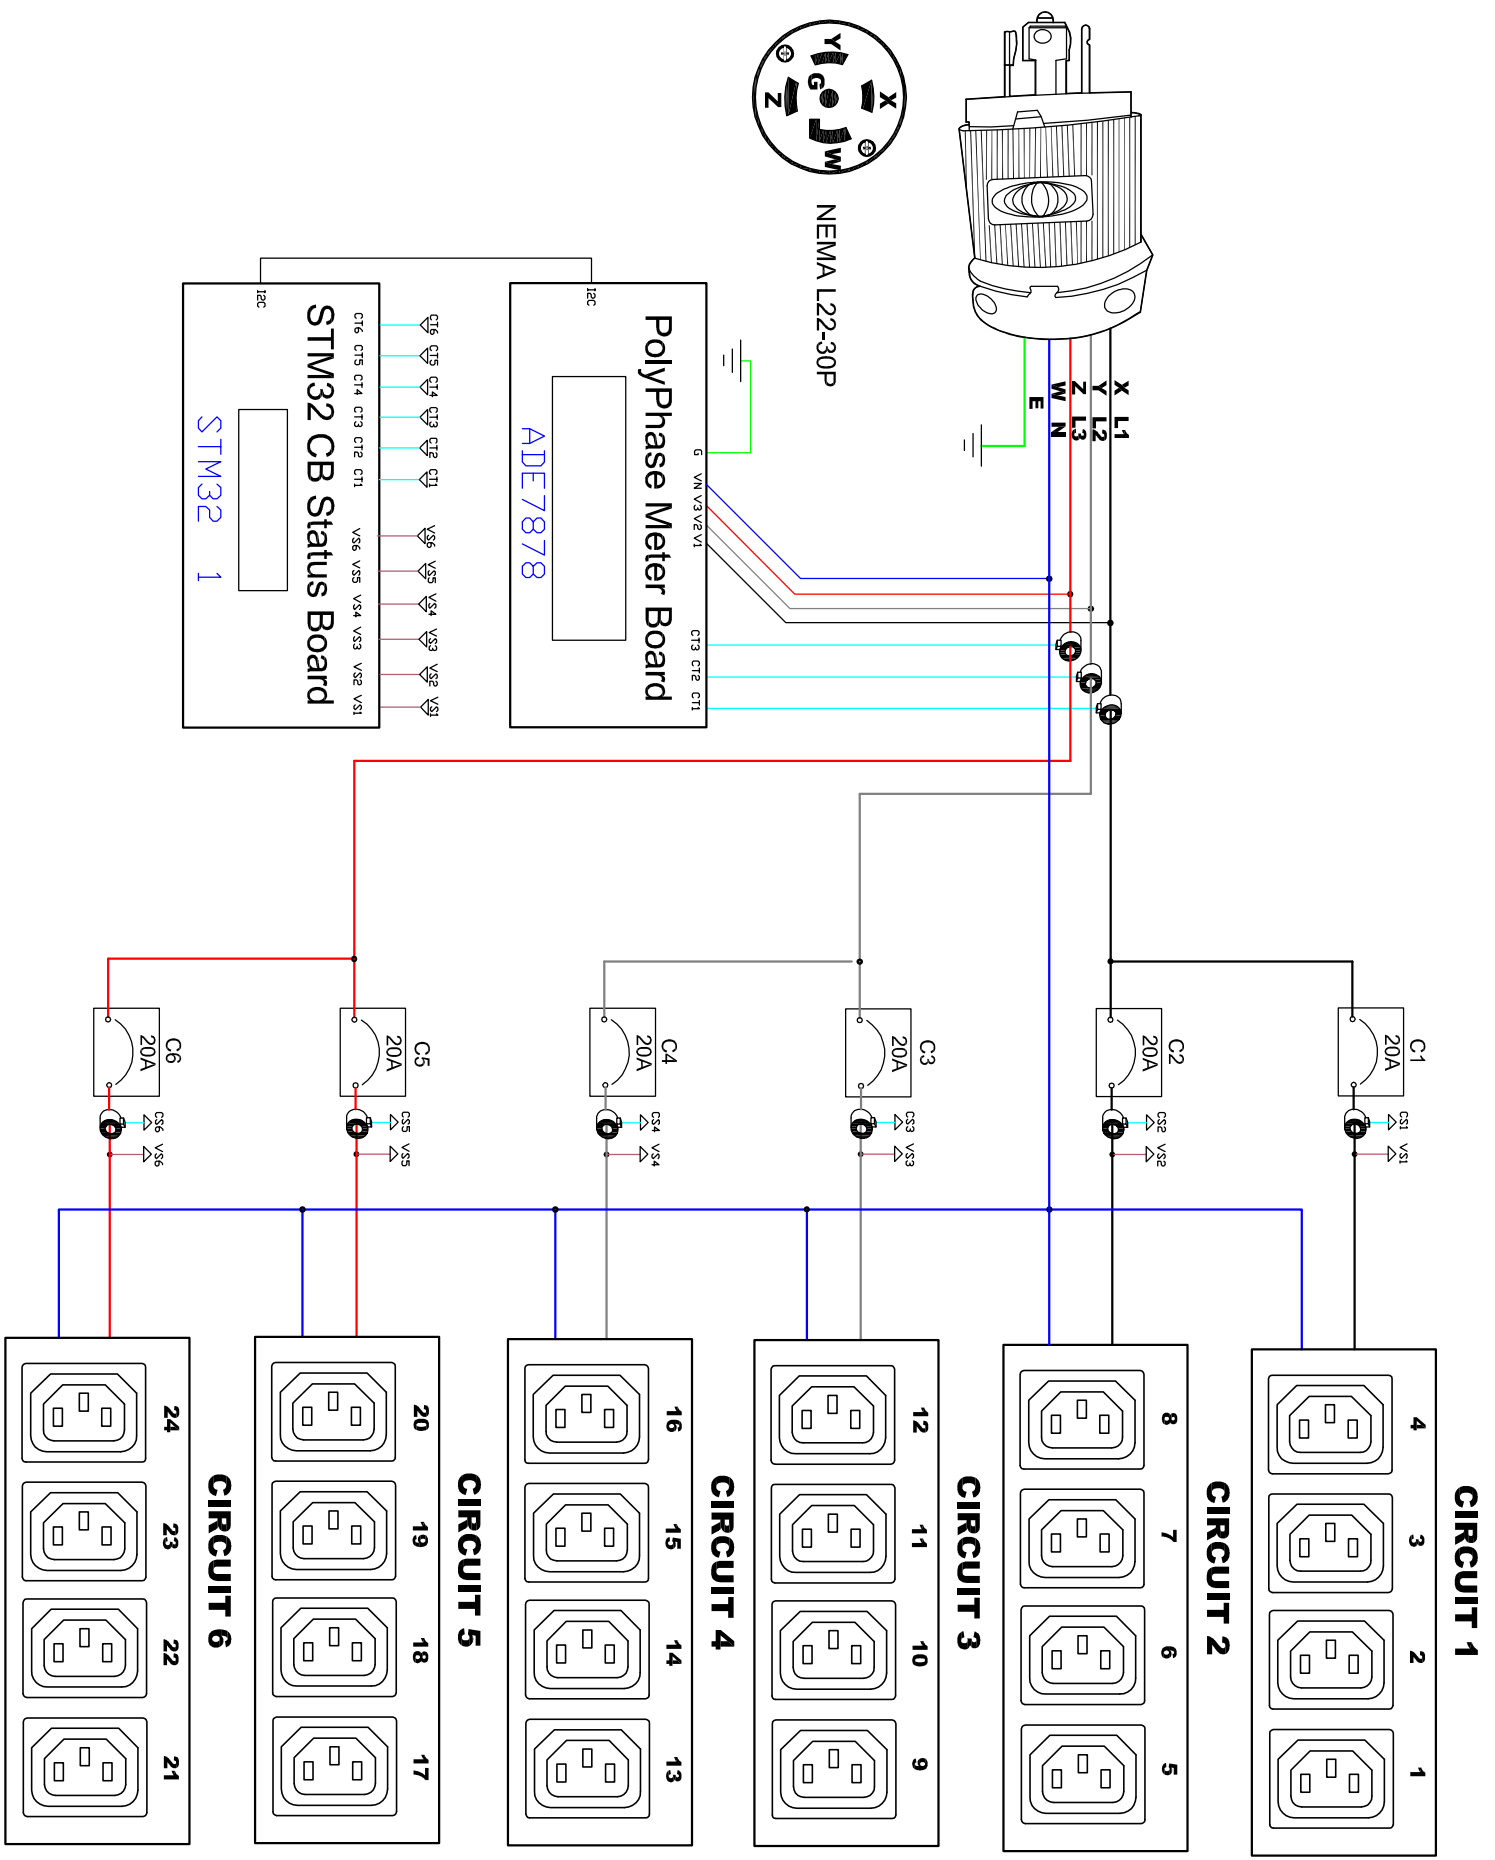 Y
X
G
Z
W
NEMA L22-30P
X L1
Y L2
Z L3
W N
E
I2C
PolyPhase Meter Board
ADE7878
G
VN
V3
V2
V1
CT3
CT2
CT1
I2C
STM32 CB Status Board
STM32 1
CT6
CT5
CT4
CT3
CT2
CT1
VS6
VS5
VS4
VS3
VS2
VS1
CT6
CT5
CT4
CT3
CT2
CT1
VS6
VS5
VS4
VS3
VS2
VS1
C1
20A
CS1
VS1
C2
20A
CS2
VS2
C3
20A
CS3
VS3
C4
20A
CS4
VS4
C5
20A
CS5
VS5
C6
20A
CS6
VS6
CIRCUIT 1
4
3
2
1
CIRCUIT 2
8
7
6
5
CIRCUIT 3
12
11
10
9
CIRCUIT 4
16
15
14
13
CIRCUIT 5
20
19
18
17
CIRCUIT 6
24
23
22
21